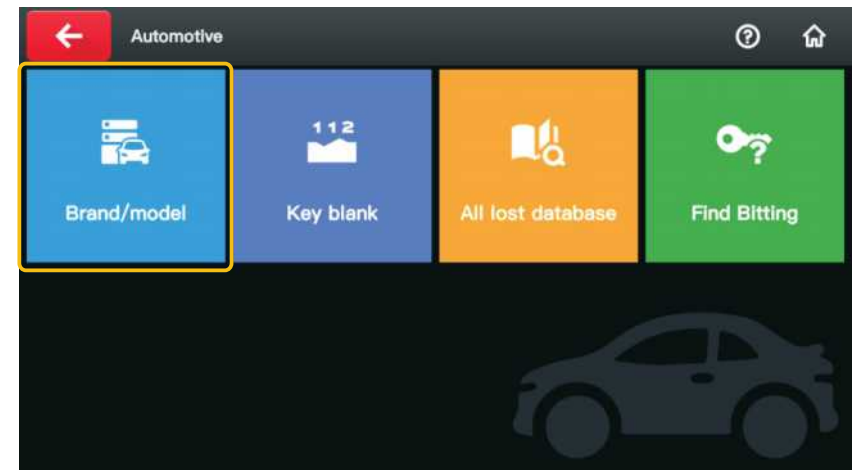 Automotive
112
Brand/model
Key blank
All lost database
Find Bitting